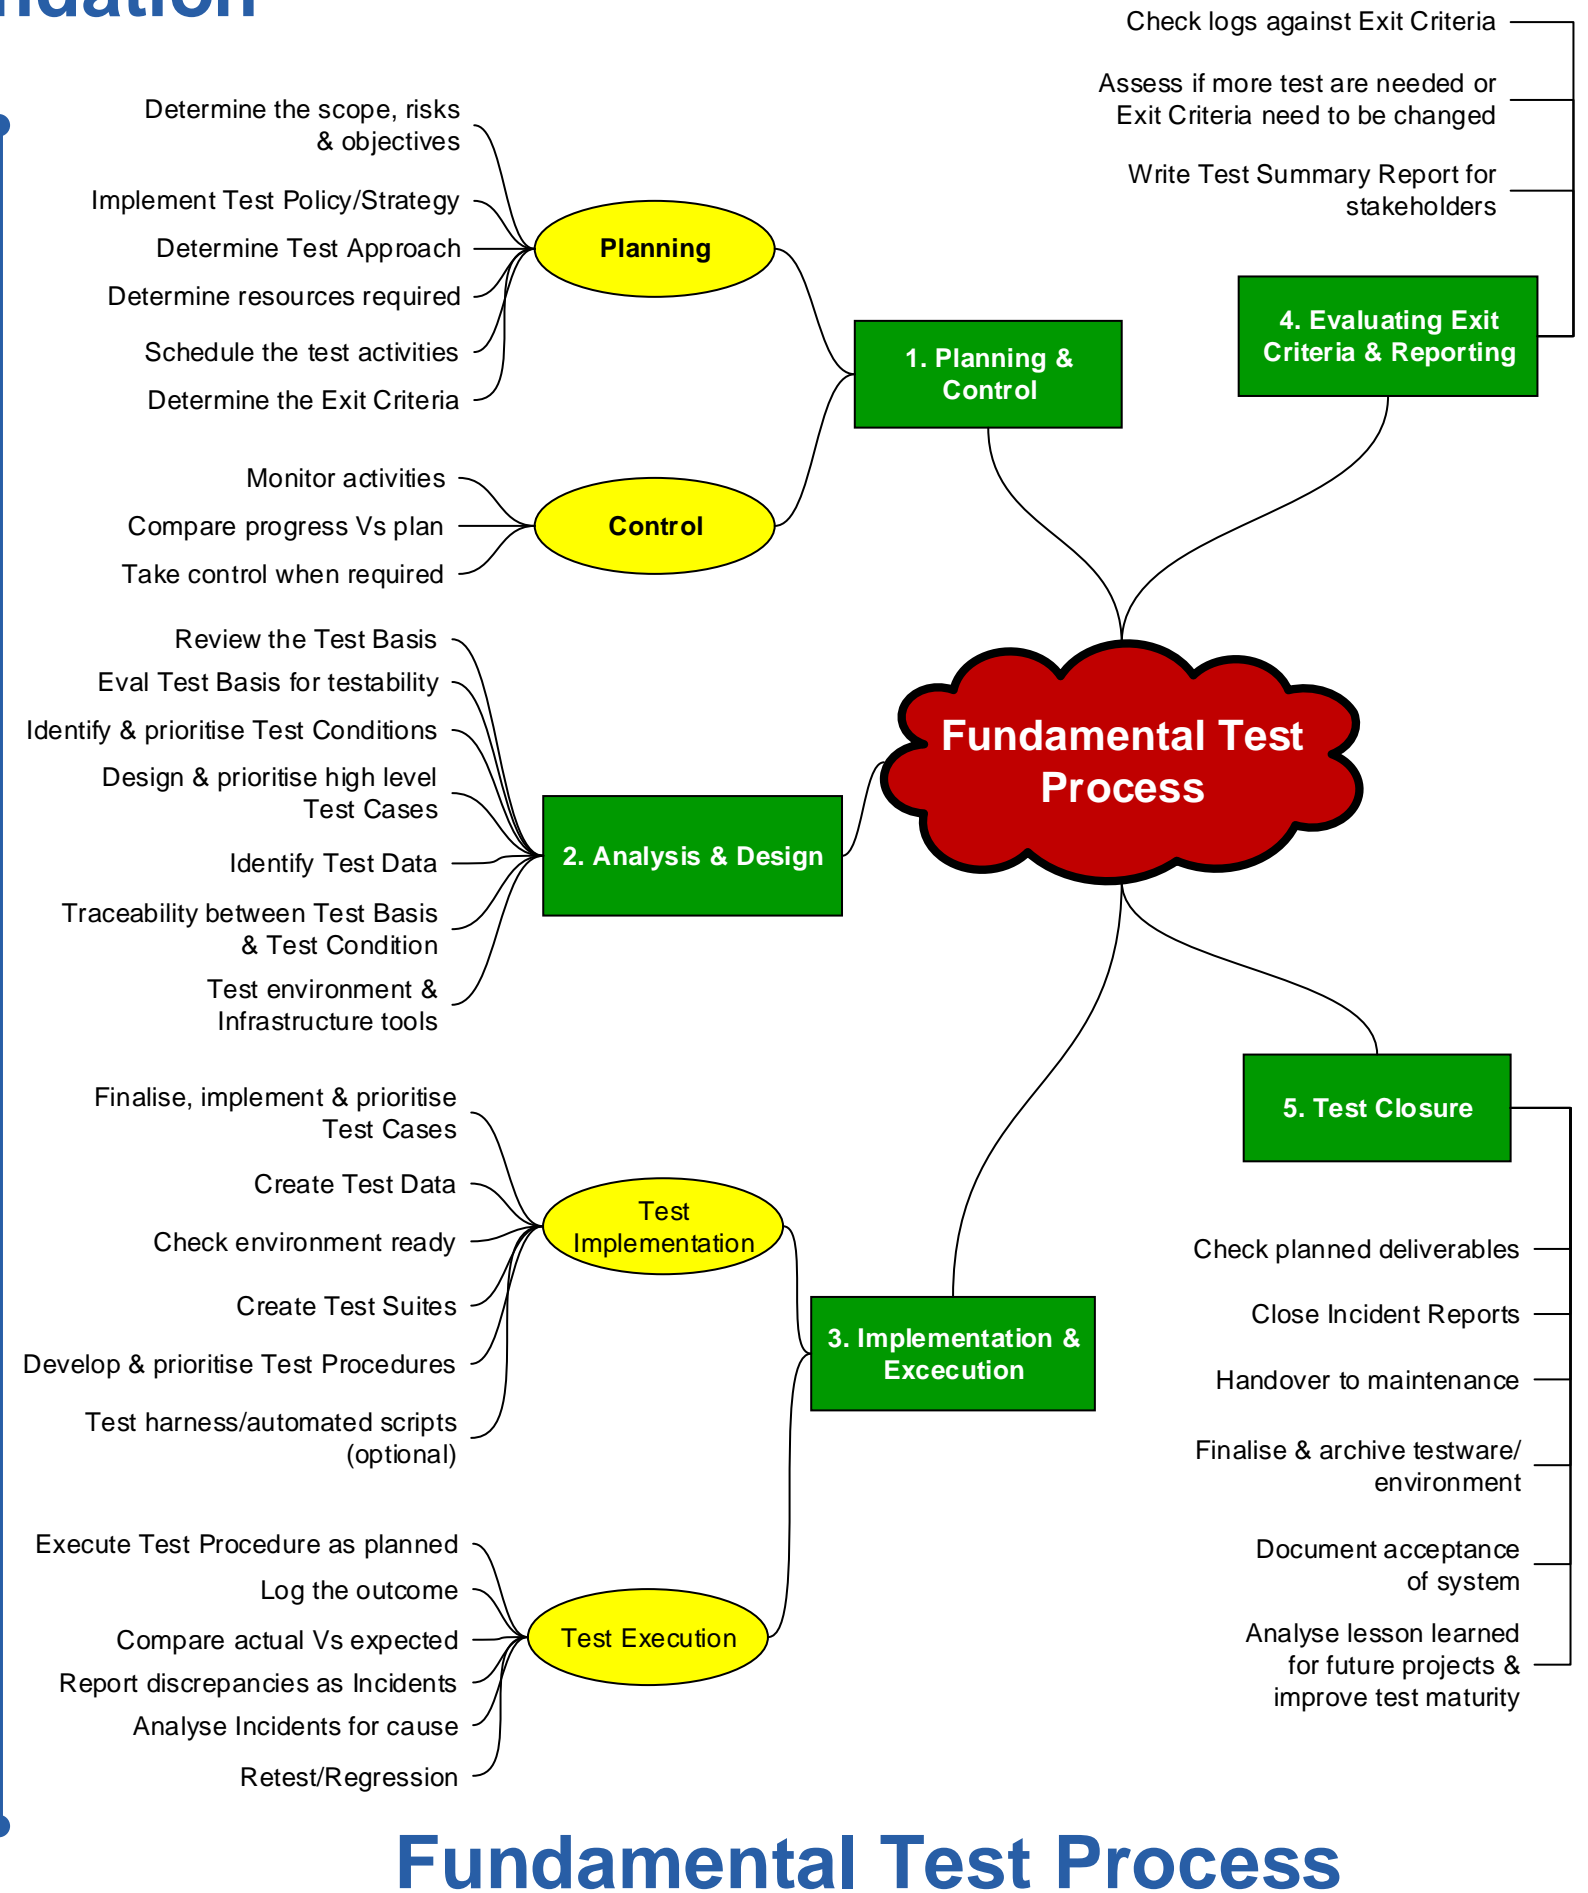 Check logs against Exit Criteria
Assess if more test are needed or
Exit Criteria need to be changed
Write Test Summary Report for
stakeholders
4. Evaluating Exit
Criteria & Reporting
Determine the scope, risks
& objectives
Implement Test Policy/Strategy
Determine Test Approach
Determine resources required
Schedule the test activities
Determine the Exit Criteria
Planning
1. Planning &
Control
Monitor activities
Compare progress Vs plan
Take control when required
Control
Review the Test Basis
Eval Test Basis for testability
Identify & prioritise Test Conditions
Design & prioritise high level
Test Cases
Identify Test Data
Traceability between Test Basis
& Test Condition
Test environment &
Infrastructure tools
2. Analysis & Design
Fundamental Test
Process
Finalise, implement & prioritise
Test Cases
Create Test Data
Check environment ready
Create Test Suites
Develop & prioritise Test Procedures
Test harness/automated scripts
(optional)
Test
Implementation
3. Implementation &
Excecution
Execute Test Procedure as planned
Log the outcome
Compare actual Vs expected
Report discrepancies as Incidents
Analyse Incidents for cause
Retest/Regression
Test Execution
5. Test Closure
Check planned deliverables
Close Incident Reports
Handover to maintenance
Finalise & archive testware/
environment
Document acceptance
of system
Analyse lesson learned
for future projects &
improve test maturity
Fundamental Test Process